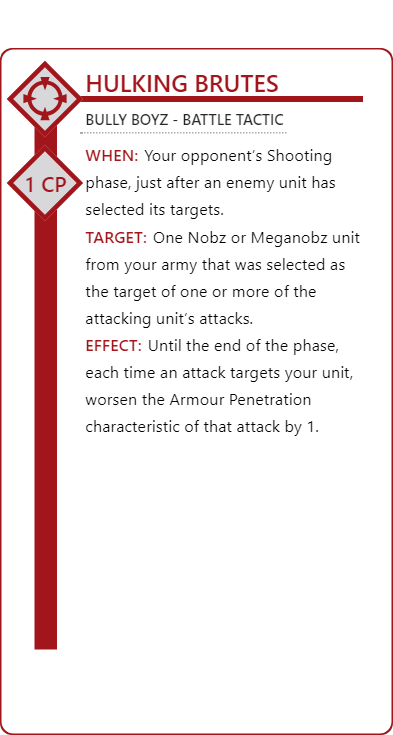 HULKING BRUTES
BULLY BOYZ - BATTLE TACTIC
1 CP
WHEN: Your opponent's Shooting
phase, just after an enemy unit has
selected its targets.
TARGET: One Nobz or Meganobz unit
from your army that was selected as
the target of one or more of the
attacking unit's attacks.
EFFECT: Until the end of the phase,
each time an attack targets your unit,
worsen the Armour Penetration
characteristic of that attack by 1.